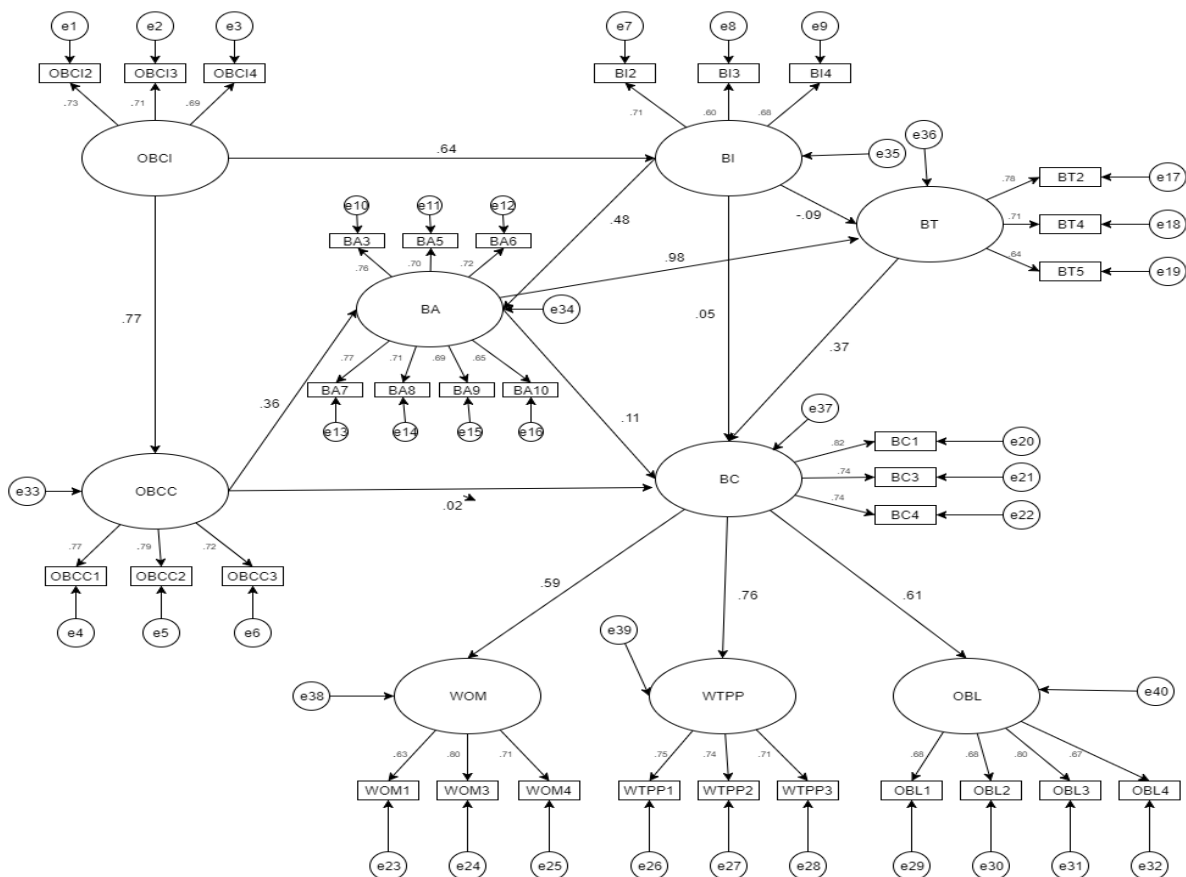 e1 e2 e3 e7 e8 e9
OBCI2 OBCI3 OBCI4 BI2 BI3 BI4
.73 .71 .69 .71 .60 .68
e36
OBCI .64 BI e35
BT2 e17
.78
e10 e11 e12 .48 -.09 BT .71 BT4 e18
BA3 BA5 BA6 .64
.76 .70 .72 .98 BT5 e19
BA e34
.77 .05
.77 .71 .69 .65 .37
BA7 BA8 BA9 BA10
.36 .11 e37
e13 e14 e15 e16
.82 BC1 e20
e33 OBCC BC .74 BC3 e21
.02 .74 BC4 e22
.77 .79 .72
OBCC1 OBCC2 OBCC3
.59 .76 .61
e4 e5 e6 e39
e38 WOM WTPP OBL e40
.63 .80 .71 .75 .74 .71 .68 .68 .80 .67
WOM1 WOM3 WOM4 WTPP1 WTPP2 WTPP3 OBL1 OBL2 OBL3 OBL4
e23 e24 e25 e26 e27 e28 e29 e30 e31 e32